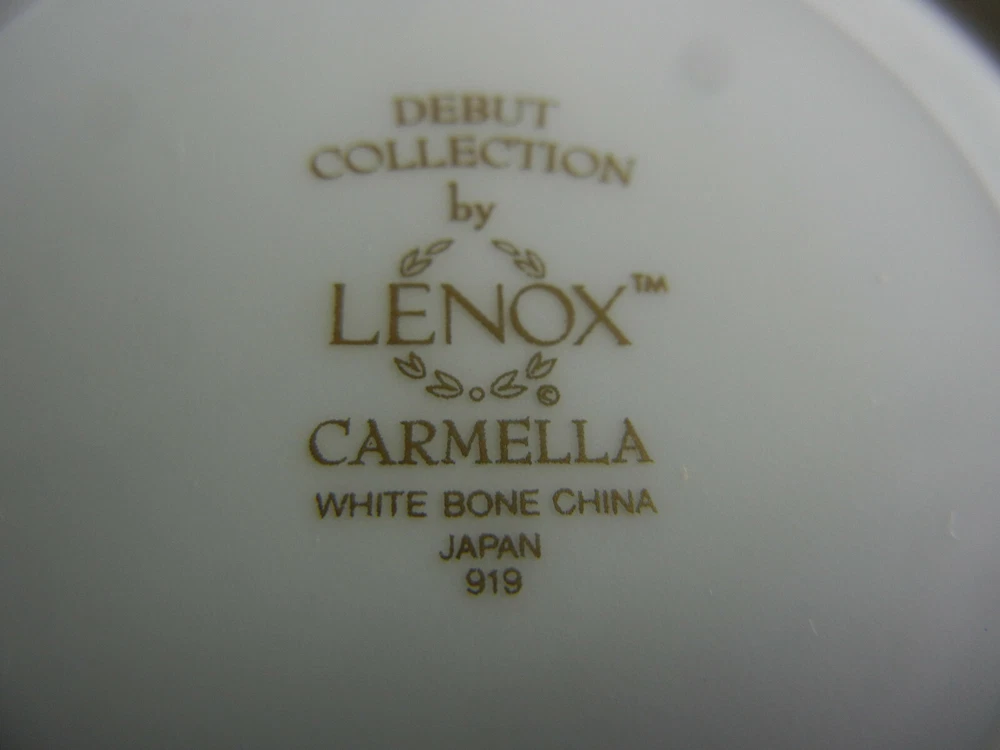 DEBUT
COLLECTION
by
LENOX™
©
CARMELLA
WHITE BONE CHINA
JAPAN
919